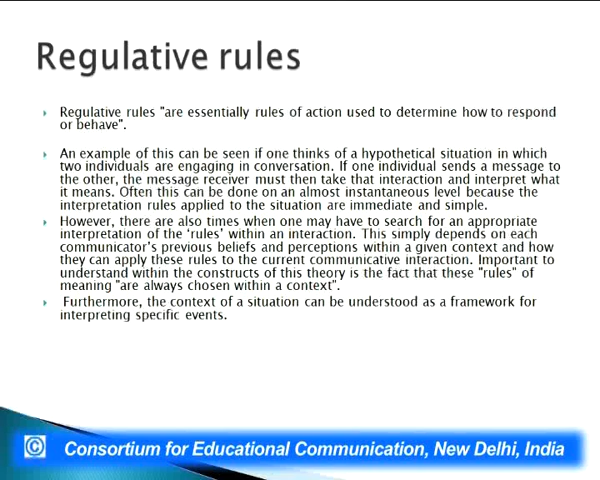 Regulative rules
Regulative rules "are essentially rules of action used to determine how to respond
or behave".
An example of this can be seen if one thinks of a hypothetical situation in which
two individuals are engaging in conversation. If one individual sends a message to
the other, the message receiver must then take that interaction and interpret what
it means. Often this can be done on an almost instantaneous level because the
interpretation rules applied to the situation are immediate and simple.
However, there are also times when one may have to search for an appropriate
interpretation of the ‘rules’ within an interaction. This simply depends on each
communicator’s previous beliefs and perceptions within a given context and how
they can apply these rules to the current communicative interaction. Important to
understand within the constructs of this theory is the fact that these "rules" of
meaning "are always chosen within a context".
Furthermore, the context of a situation can be understood as a framework for
interpreting specific events.
© Consortium for Educational Communication, New Delhi, India